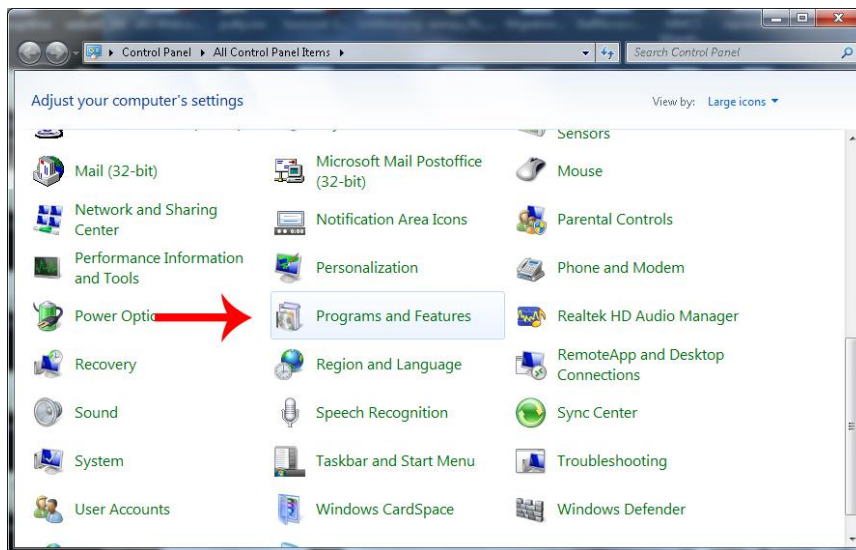 Control Panel All Control Panel Items Search Control Panel
Adjust your computer's settings View by: Large icons
Sensors
Mail (32-bit) Microsoft Mail Postoffice Mouse
(32-bit)
Network and Sharing Notification Area Icons Parental Controls
Center
Performance Information Personalization Phone and Modem
and Tools
Power Optio Programs and Features Realtek HD Audio Manager
Recovery Region and Language RemoteApp and Desktop
Connections
Sound Speech Recognition Sync Center
System Taskbar and Start Menu Troubleshooting
User Accounts Windows CardSpace Windows Defender